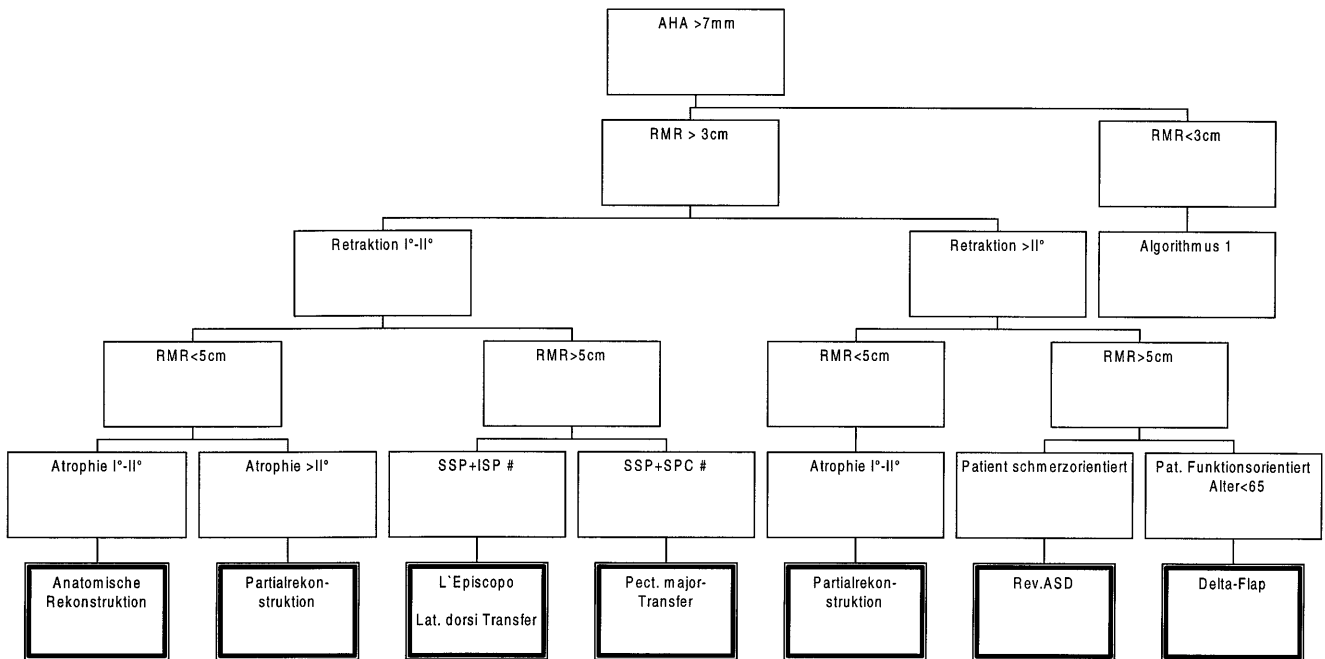 AHA >7mm
RMR > 3cm
RMR<3cm
Retraktion I°-II°
Retraktion >II°
Algorithmus 1
RMR<5cm
RMR>5cm
RMR<5cm
RMR>5cm
Atrophie I°-II°
Atrophie >II°
SSP+ISP #
SSP+SPC #
Atrophie I°-II°
Patient schmerzorientiert
Pat. Funktionsorientiert
Alter<65
Anatomische
Rekonstruktion
Partialrekon-
struktion
L`Episcopo
Lat. dorsi Transfer
Pect. major-
Transfer
Partialrekon-
struktion
Rev.ASD
Delta-Flap